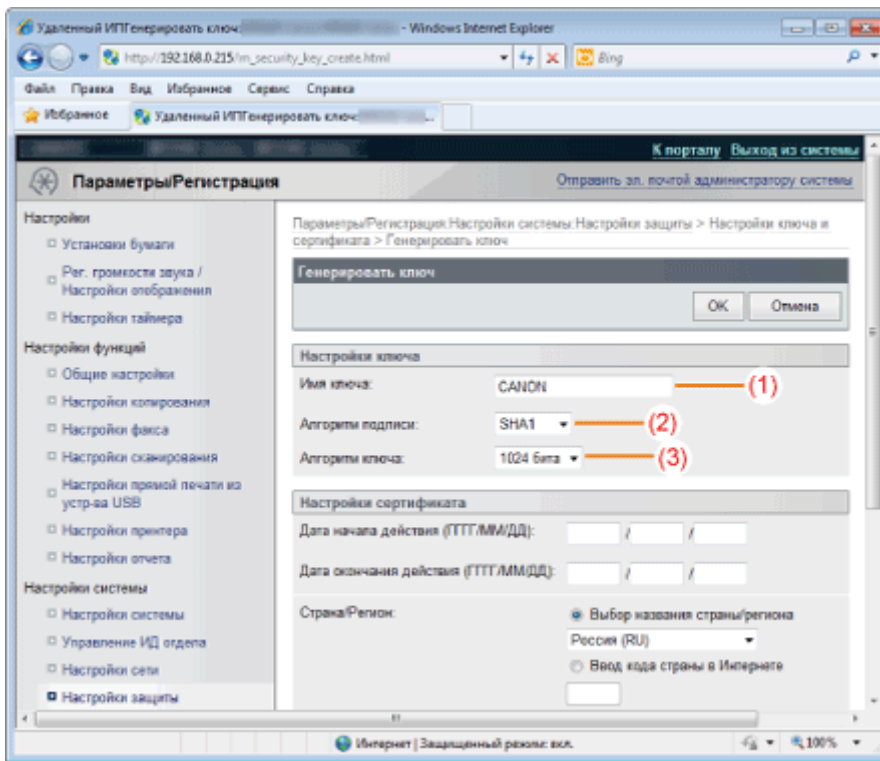 Удаленный ИПГенерировать ключ: - Windows Internet Explorer
http://192.168.0.215/m_security_key_create.html
Bing
Файл Правка Вид Избранное Сервис Справка
Избранное
Удаленный ИПГенерировать ключ: ...
К порталу Выход из системы
Параметры/Регистрация
Отправить эл. почтой администратору системы
Настройки
Установки бумаги
Рег. громкости звука /
Настройки отображения
Настройки таймера
Настройки функций
Общие настройки
Настройки копирования
Настройки факса
Настройки сканирования
Настройки прямой печати из
устр-ва USB
Настройки принтера
Настройки отчета
Настройки системы
Настройки системы
Управление ИД отдела
Настройки сети
Настройки защиты
Параметры/Регистрация:Настройки системы:Настройки защиты > Настройки ключа и
сертификата > Генерировать ключ
Генерировать ключ
OK Отмена
Настройки ключа
Имя ключа: CANON (1)
Алгоритм подписи: SHA1 (2)
Алгоритм ключа: 1024 бита (3)
Настройки сертификата
Дата начала действия (ГГГГ/ММ/ДД): / /
Дата окончания действия (ГГГГ/ММ/ДД): / /
Страна/Регион: Выбор названия страны/региона
Россия (RU)
Ввод кода страны в Интернете
Интернет | Защищенный режим: вкл. 100%